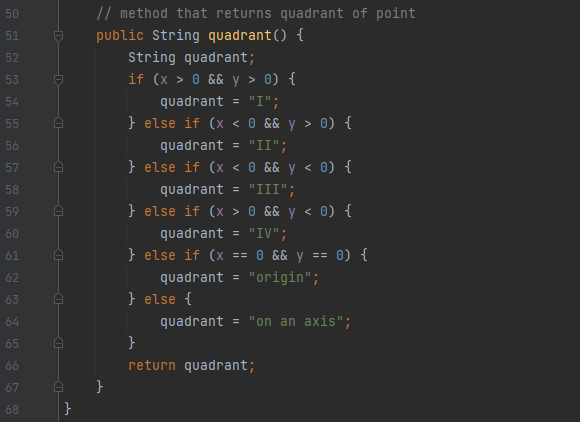 50 // method that returns quadrant of point
51 public String quadrant() {
52 String quadrant;
53 if (x > 0 && y > 0) {
54 quadrant = "I";
55 } else if (x < 0 && y > 0) {
56 quadrant = "II";
57 } else if (x < 0 && y < 0) {
58 quadrant = "III";
59 } else if (x > 0 && y < 0) {
60 quadrant = "IV";
61 } else if (x == 0 && y == 0) {
62 quadrant = "origin";
63 } else {
64 quadrant = "on an axis";
65 }
66 return quadrant;
67 }
68 }